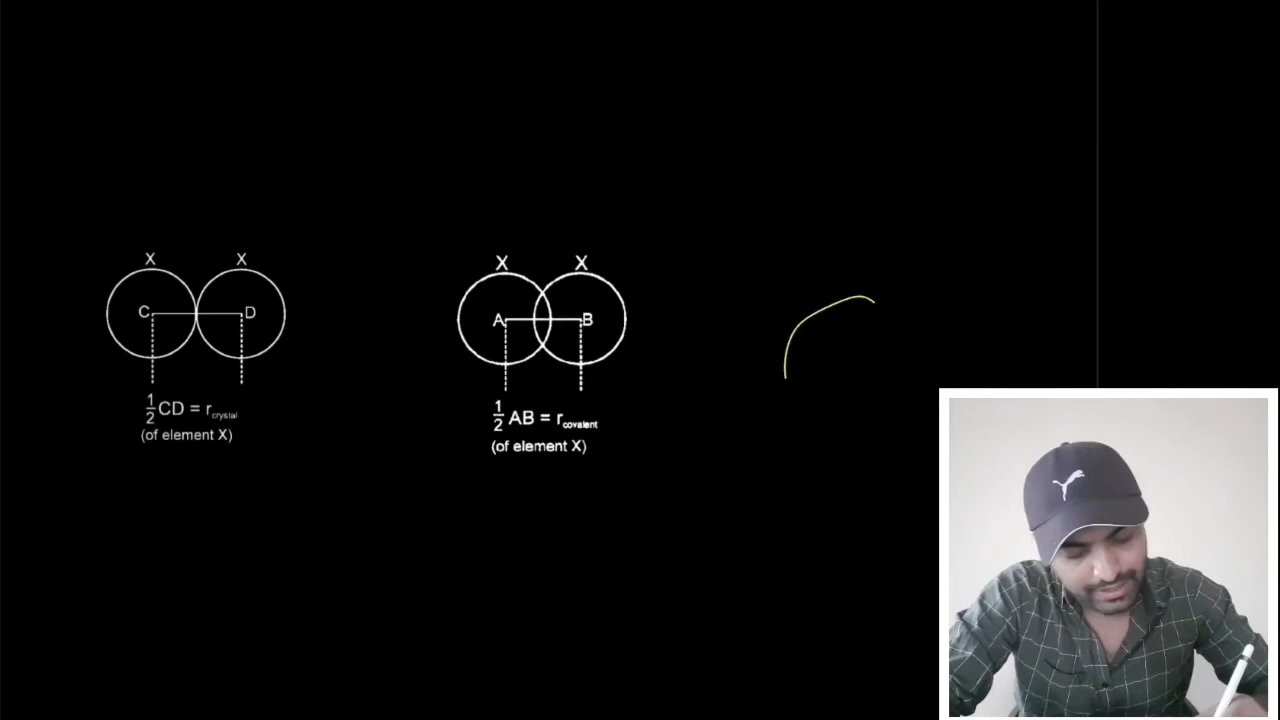 X X
C D
1/2 CD = r_crystal
(of element X)
X X
A B
1/2 AB = r_covalent
(of element X)